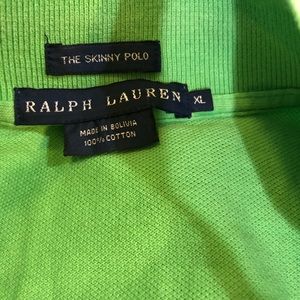 THE SKINNY POLO
RALPH LAUREN
XL
MADE IN BOLIVIA
100% COTTON